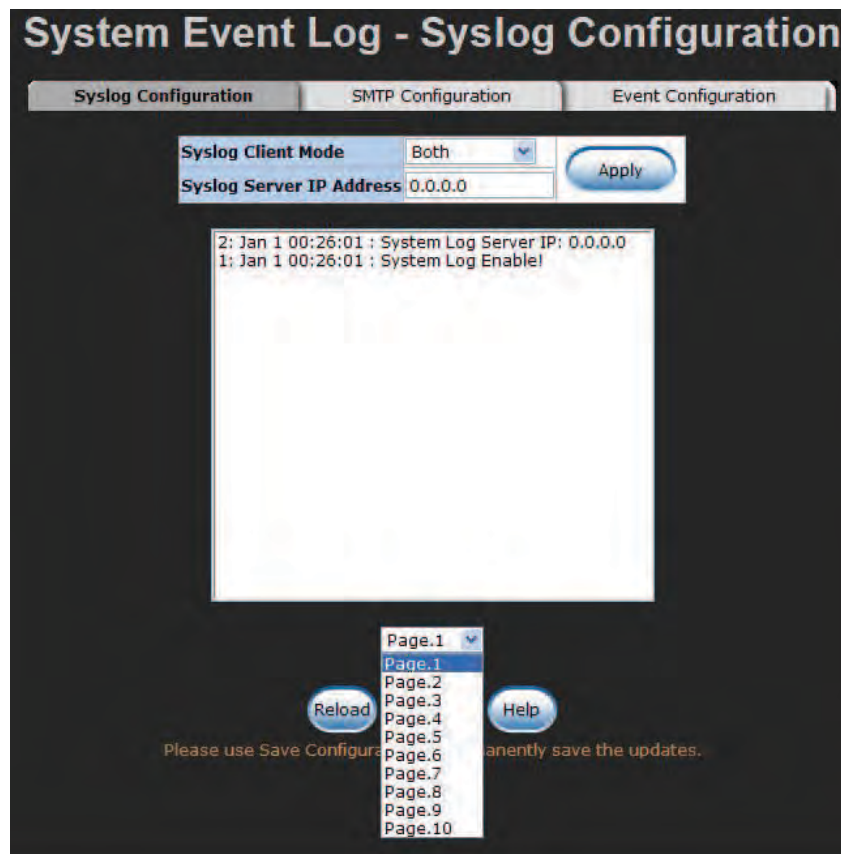 System Event Log - Syslog Configuration
Syslog Configuration SMTP Configuration Event Configuration
Syslog Client Mode Both
Apply
Syslog Server IP Address 0.0.0.0
2: Jan 1 00:26:01 : System Log Server IP: 0.0.0.0
1: Jan 1 00:26:01 : System Log Enable!
Page.1
Page.1
Page.2
Page.3
Reload Help
Page.4
Page.5
Please use Save Configura anently save the updates.
Page.6
Page.7
Page.8
Page.9
Page.10